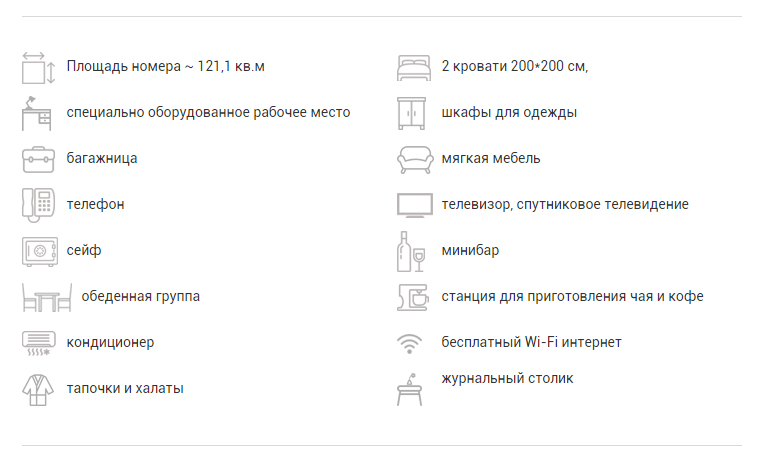 Площадь номера ~ 121,1 кв.м
2 кровати 200*200 см,
специально оборудованное рабочее место
шкафы для одежды
багажница
мягкая мебель
телефон
телевизор, спутниковое телевидение
сейф
минибар
обеденная группа
станция для приготовления чая и кофе
кондиционер
бесплатный Wi-Fi интернет
тапочки и халаты
журнальный столик